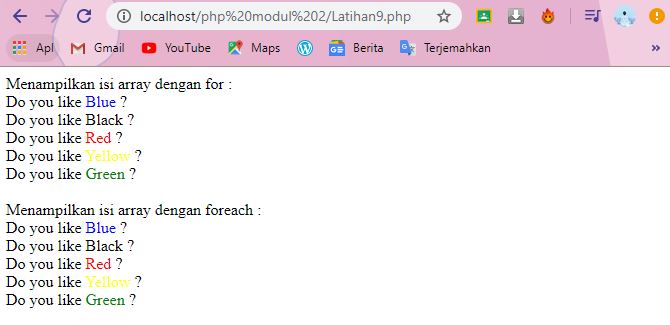 localhost/php%20modul%202/Latihan9.php
Apl Gmail YouTube Maps Berita Terjemahkan »
Menampilkan isi array dengan for :
Do you like Blue ?
Do you like Black ?
Do you like Red ?
Do you like Yellow ?
Do you like Green ?
Menampilkan isi array dengan foreach :
Do you like Blue ?
Do you like Black ?
Do you like Red ?
Do you like Yellow ?
Do you like Green ?